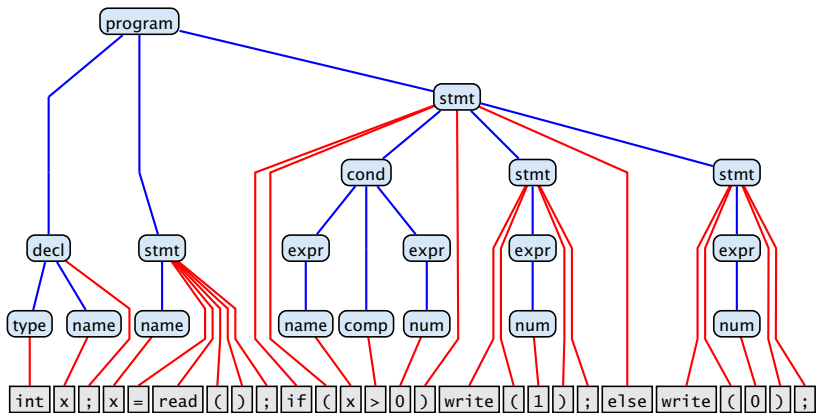 program
stmt
cond stmt stmt
decl stmt expr expr expr expr
type name name name comp num num num
int x ; x = read ( ) ; if ( x > 0 ) write ( 1 ) ; else write ( 0 ) ;